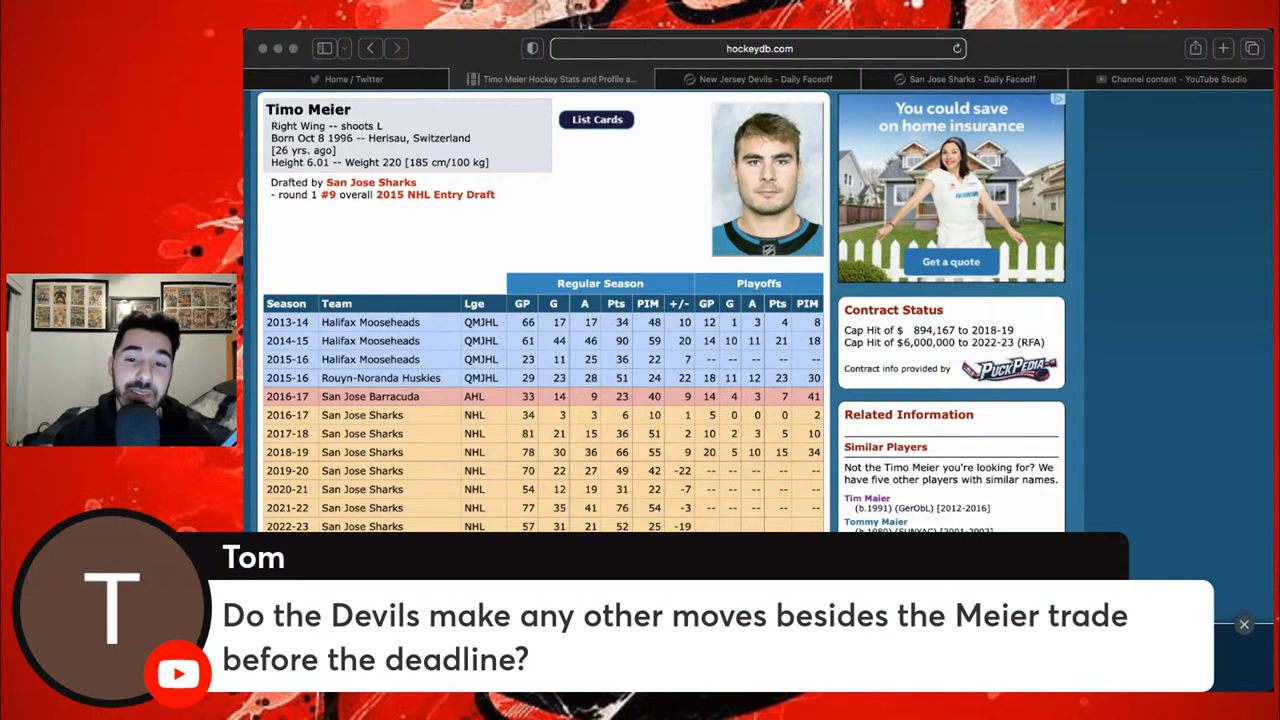 hockeydb.com
Home / Twitter
Timo Meier Hockey Stats and Profile a...
New Jersey Devils - Daily Faceoff
San Jose Sharks - Daily Faceoff
Channel content - YouTube Studio
Timo Meier
Right Wing -- shoots L
Born Oct 8 1996 -- Herisau, Switzerland
[26 yrs. ago]
Height 6.01 -- Weight 220 [185 cm/100 kg]
Drafted by San Jose Sharks
- round 1 #9 overall 2015 NHL Entry Draft
List Cards
Regular Season Playoffs
Season Team Lge GP G A Pts PIM +/- GP G A Pts PIM
2013-14 Halifax Mooseheads QMJHL 66 17 17 34 48 10 12 1 3 4 8
2014-15 Halifax Mooseheads QMJHL 61 44 46 90 59 20 14 10 11 21 18
2015-16 Halifax Mooseheads QMJHL 23 11 25 36 22 7 -- -- -- -- --
2015-16 Rouyn-Noranda Huskies QMJHL 29 23 28 51 24 22 18 11 12 23 30
2016-17 San Jose Barracuda AHL 33 14 9 23 40 9 14 4 3 7 41
2016-17 San Jose Sharks NHL 34 3 3 6 10 1 5 0 0 0 2
2017-18 San Jose Sharks NHL 81 21 15 36 51 2 10 2 3 5 10
2018-19 San Jose Sharks NHL 78 30 36 66 55 9 20 5 10 15 34
2019-20 San Jose Sharks NHL 70 22 27 49 42 -22 -- -- -- -- --
2020-21 San Jose Sharks NHL 54 12 19 31 22 -7 -- -- -- -- --
2021-22 San Jose Sharks NHL 77 35 41 76 54 -3 -- -- -- -- --
2022-23 San Jose Sharks NHL 57 31 21 52 25 -19
You could save
on home insurance
Get a quote
Contract Status
Cap Hit of $ 894,167 to 2018-19
Cap Hit of $6,000,000 to 2022-23 (RFA)
Contract info provided by PUCKPEDIA
Related Information
Similar Players
Not the Timo Meier you're looking for? We
have five other players with similar names.
Tim Maier
(b.1991) (GerObL) [2012-2016]
Tommy Maier
T
Tom
Do the Devils make any other moves besides the Meier trade
before the deadline?